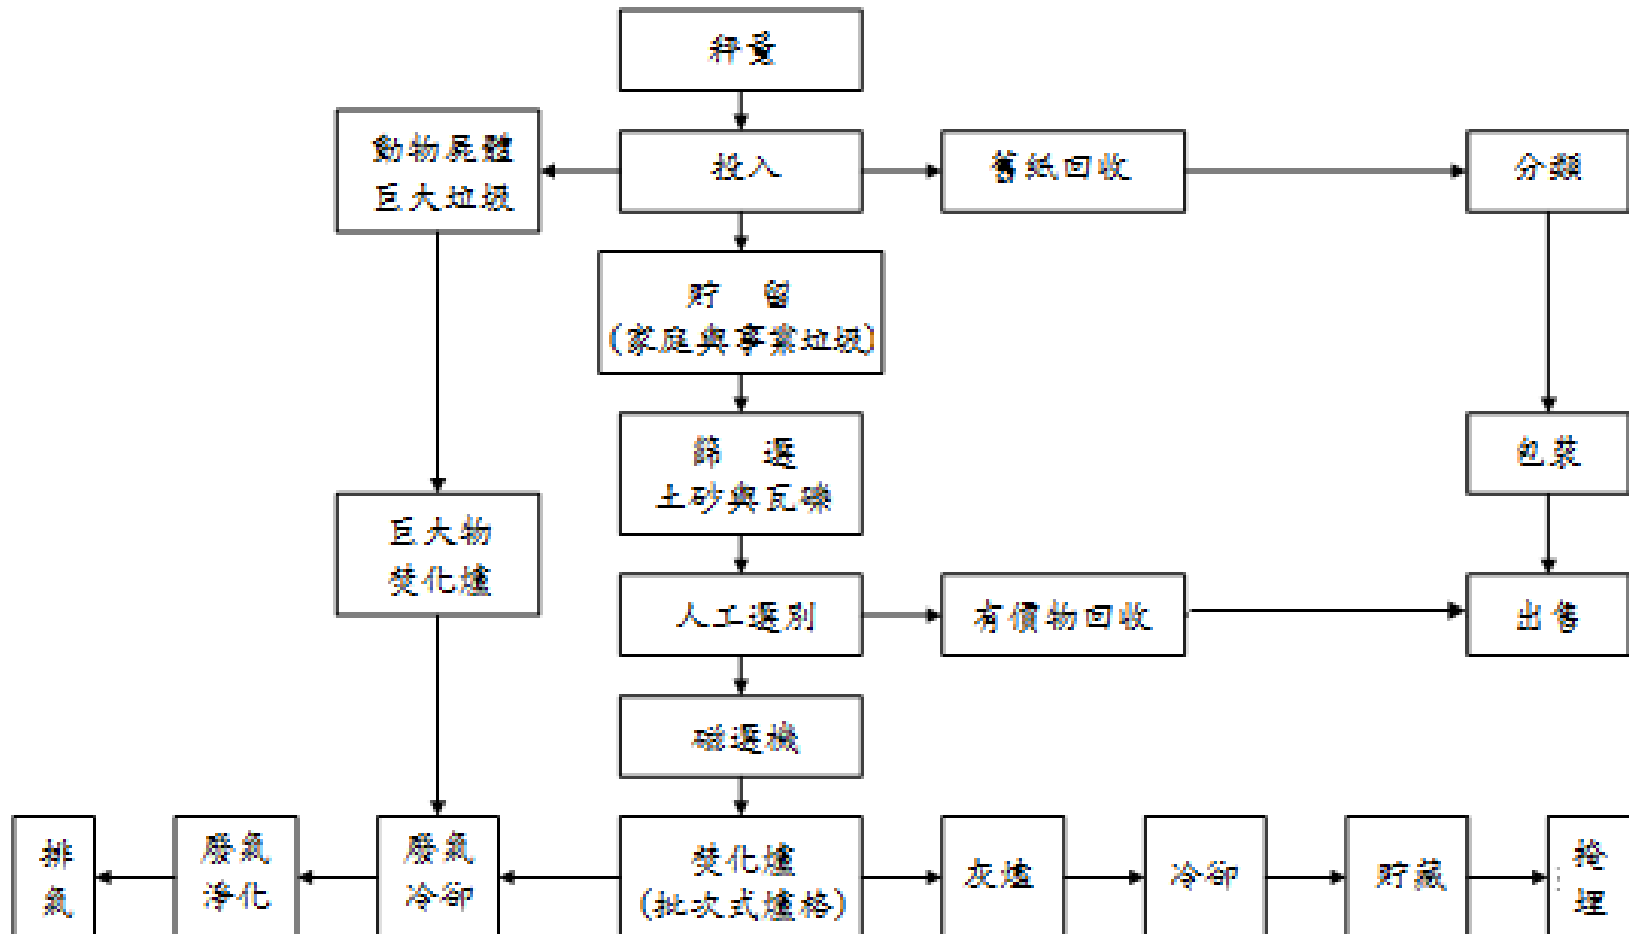 秤量
動物屍體
巨大垃圾
投入
舊紙回收
分類
貯 留
(家庭與事業垃圾)
篩 選
土砂與瓦礫
包裝
巨大物
焚化爐
人工選別
有價物回收
出售
磁選機
排氣
廢氣
淨化
廢氣
冷卻
焚化爐
(批次式爐格)
灰爐
冷卻
貯藏
掩埋